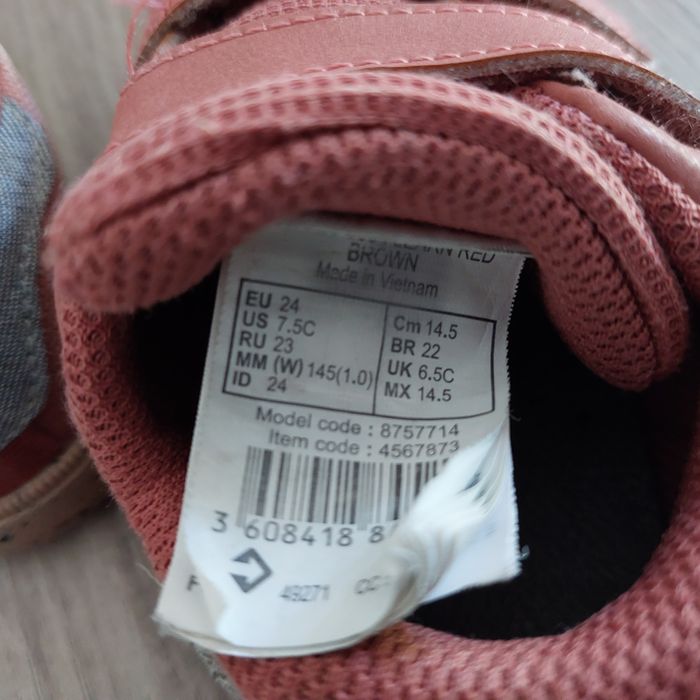 RED
BROWN
Made in Vietnam
EU 24
US 7.5C
RU 23
MM (W) 145(1.0)
ID 24
Cm 14.5
BR 22
UK 6.5C
MX 14.5
Model code : 8757714
Item code : 4567873
3 608418 8
49271